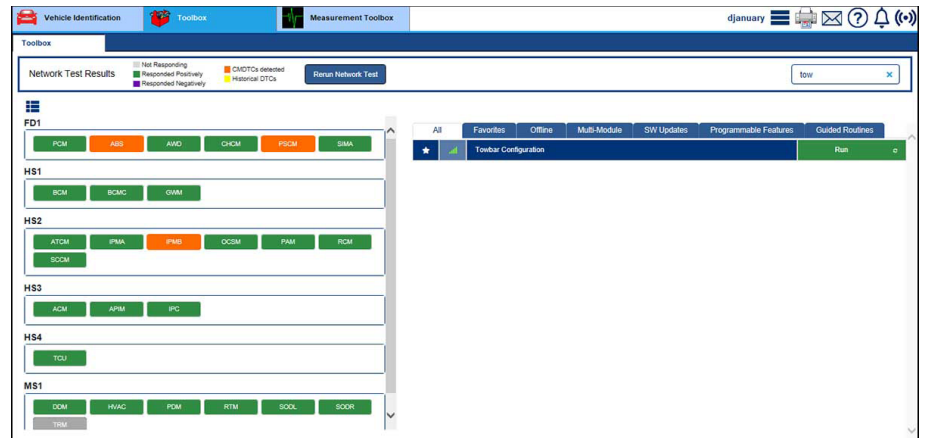 Vehicle Identification
Toolbox
Measurement Toolbox
djanuary
Toolbox
Network Test Results
Not Responding
Responded Positively
Responded Negatively
CMDTCs detected
Historical DTCs
Rerun Network Test
tow ×
FD1
PCM ABS AWD CHCM PSCM SIMA
HS1
BCM BCMC GWM
HS2
ATCM IPMA IPMB OCSM PAM RCM
SCCM
HS3
ACM APIM IPC
HS4
TCU
MS1
DDM HVAC PDM RTM SODL SODR
TRM
All Favorites Offline Multi-Module SW Updates Programmable Features Guided Routines
Towbar Configuration Run